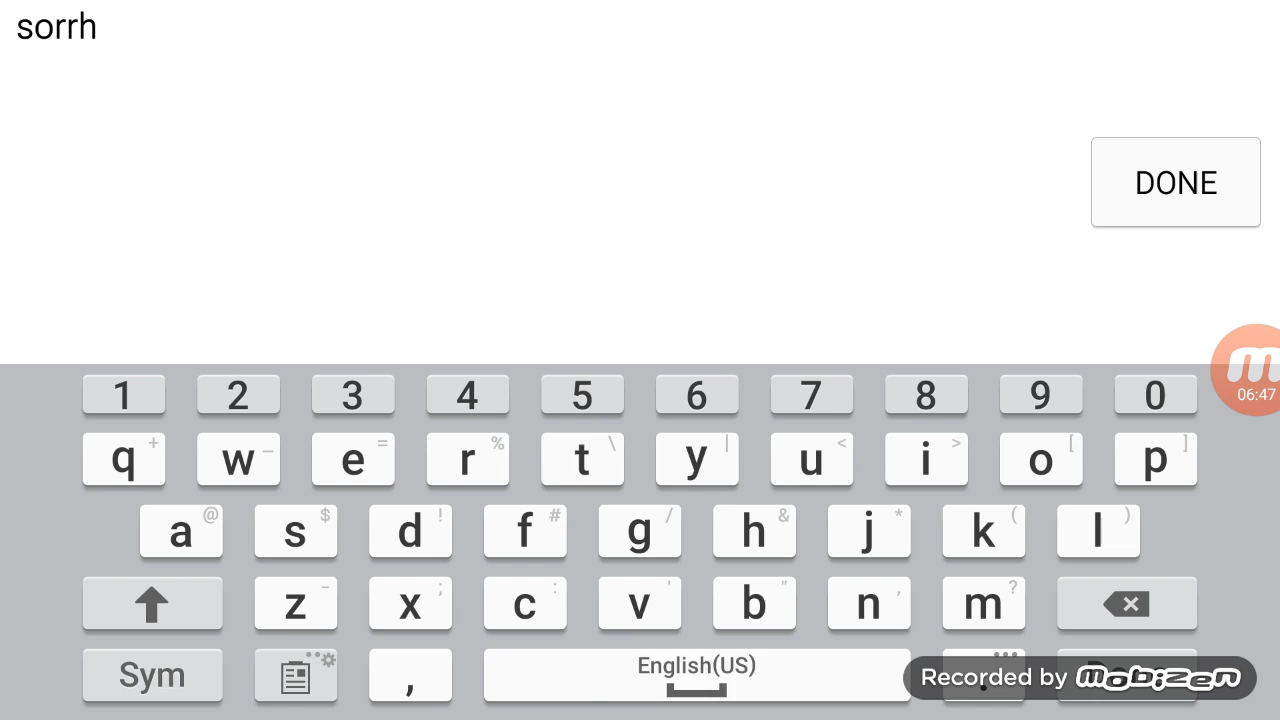 sorrh
DONE
06:47
1 2 3 4 5 6 7 8 9 0
q + w - e = r % t \ y | u < i > o [ p ]
a @ s $ d ! f # g / h & j * k ( l )
z - x ; c : v ' b " n , m ?
Sym , English(US) .
Recorded by mobizen